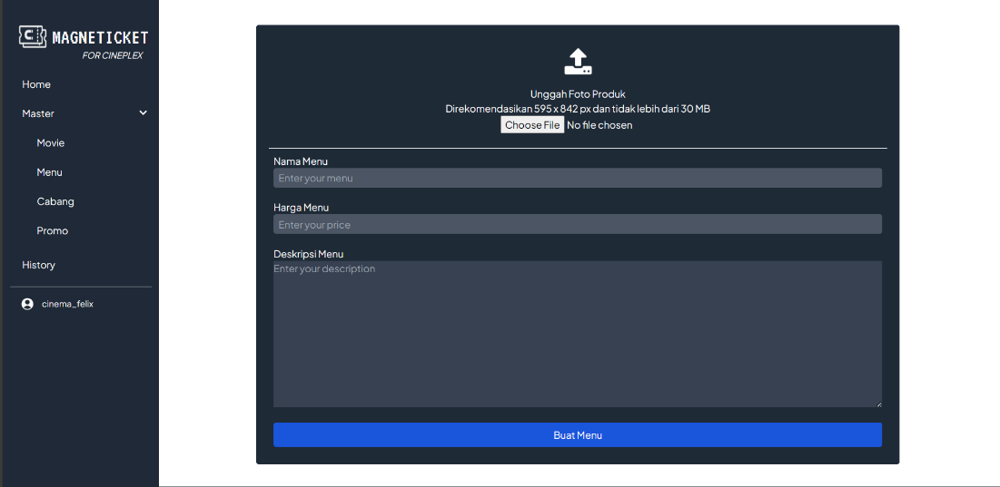 MAGNETICKET
FOR CINEPLEX
Home
Master
Movie
Menu
Cabang
Promo
History
cinema_felix
Unggah Foto Produk
Direkomendasikan 595 x 842 px dan tidak lebih dari 30 MB
Choose File No file chosen
Nama Menu
Enter your menu
Harga Menu
Enter your price
Deskripsi Menu
Enter your description
Buat Menu